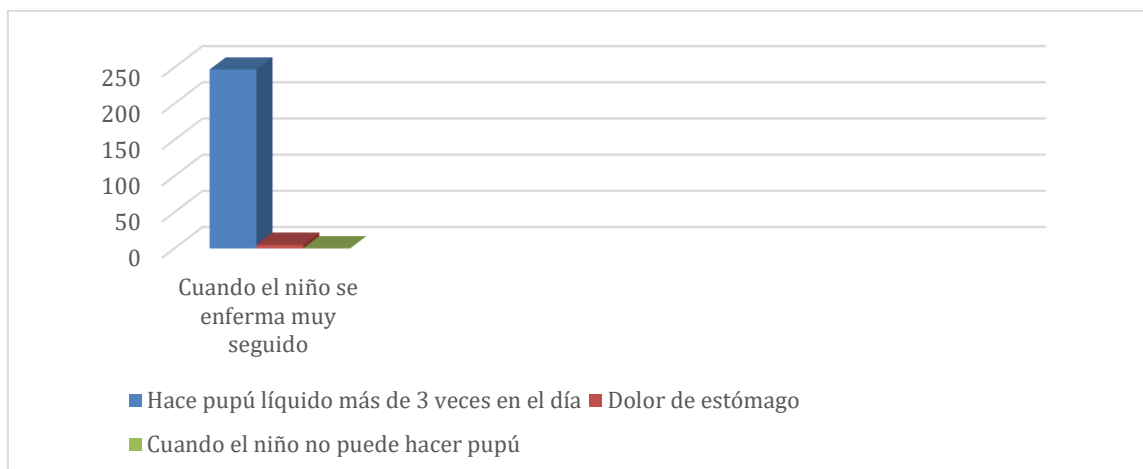 250
200
150
100
50
0
Cuando el niño se
enferma muy
seguido
Hace pupú líquido más de 3 veces en el día
Dolor de estómago
Cuando el niño no puede hacer pupú